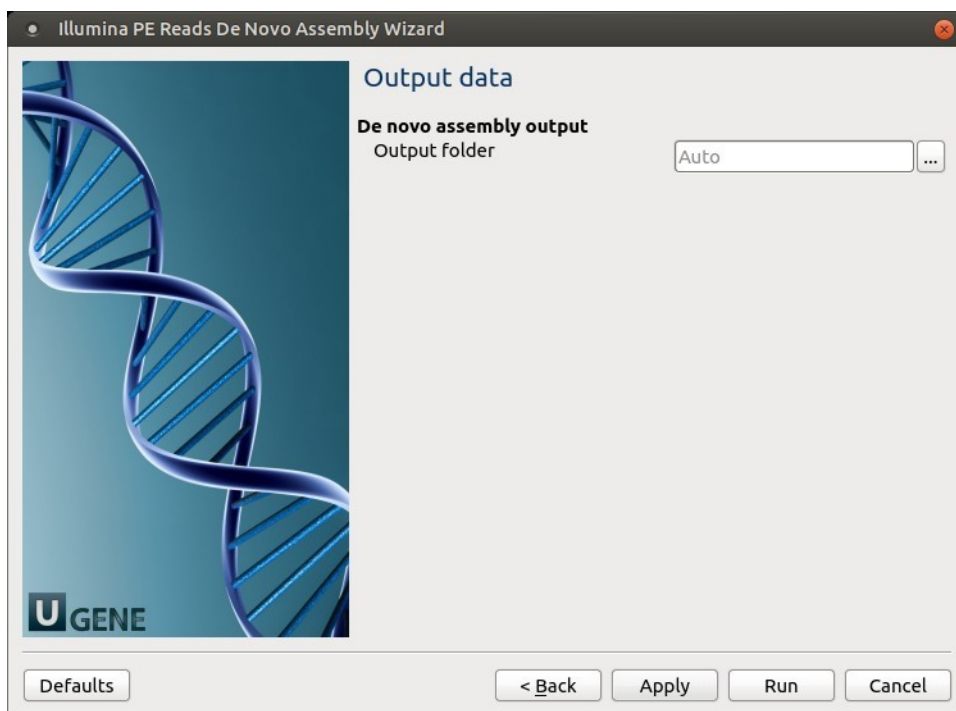 Illumina PE Reads De Novo Assembly Wizard
Output data
De novo assembly output
Output folder
Auto
...
U GENE
Defaults
< Back
Apply
Run
Cancel